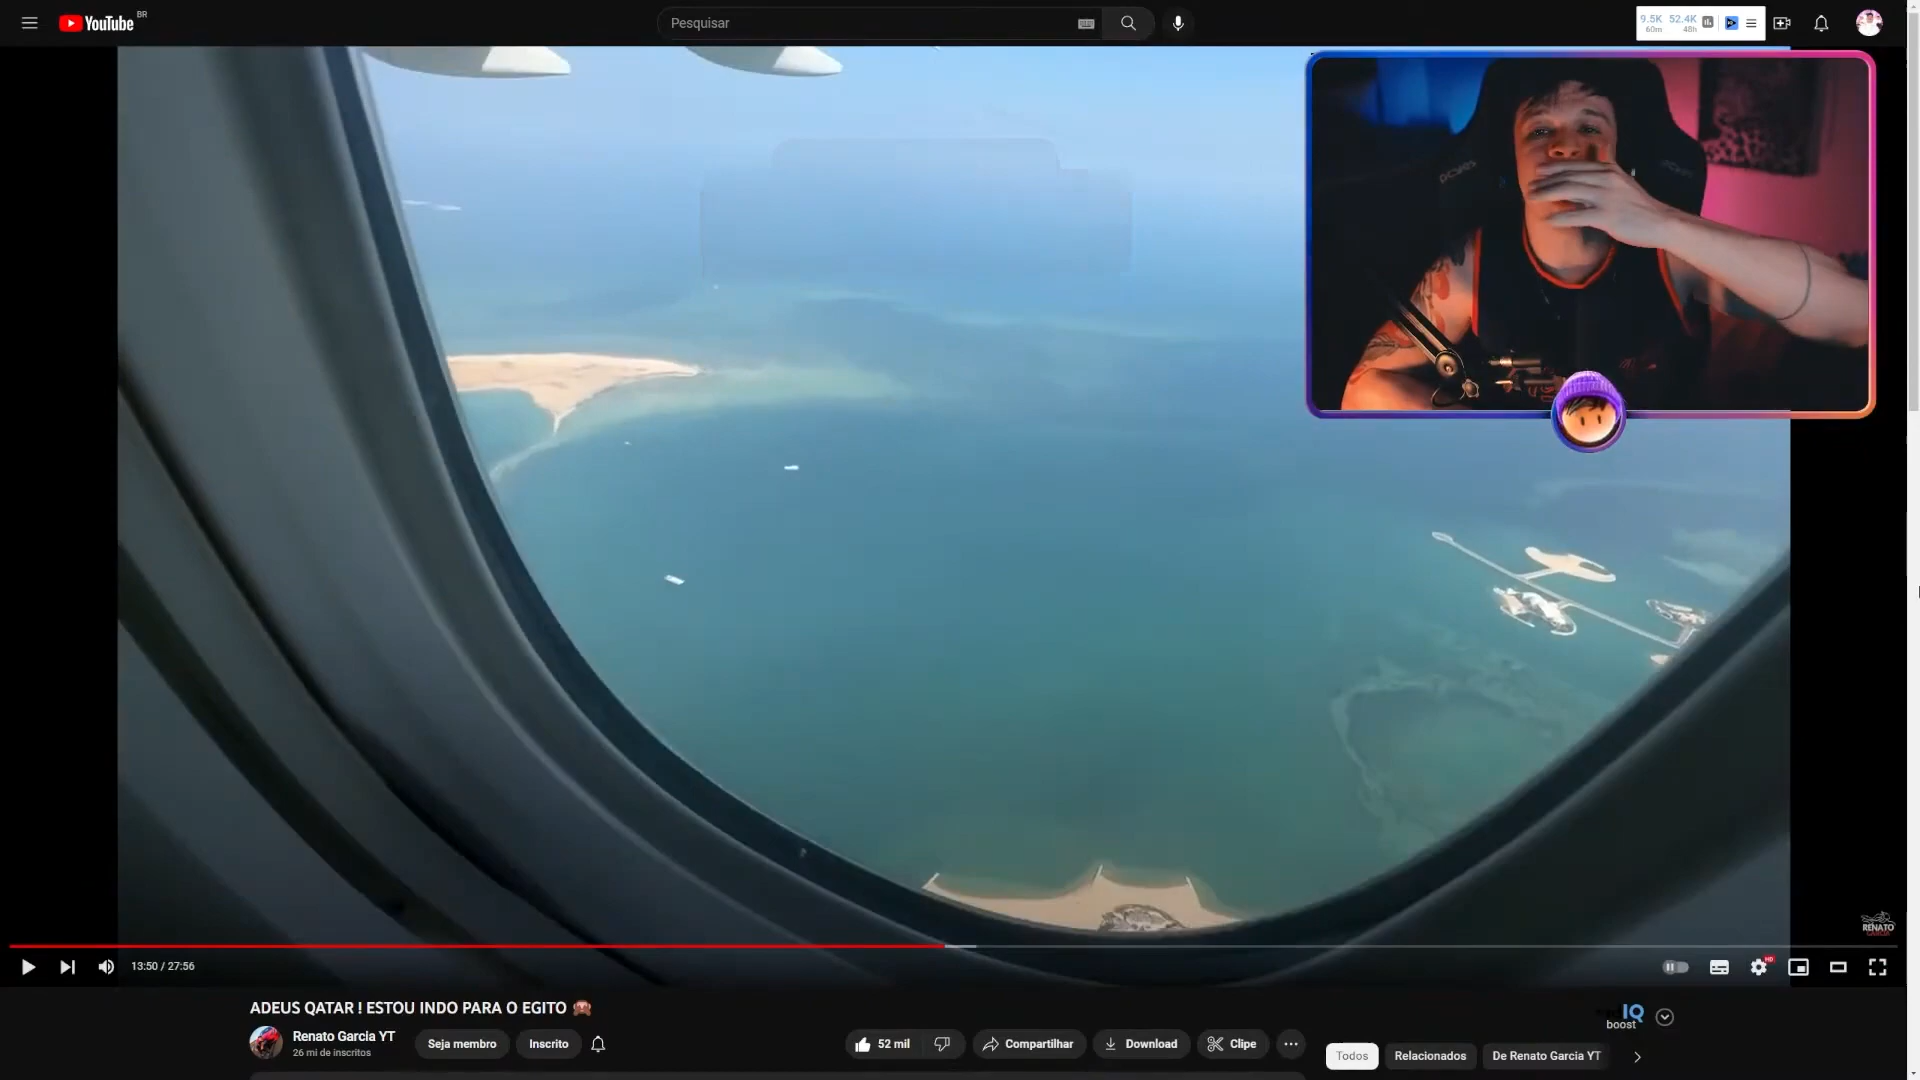 YouTube BR
Pesquisar
9.5K 52.4K
60m 48h
HD
RENATO
GARCIA
13:50 / 27:56
ADEUS QATAR ! ESTOU INDO PARA O EGITO
IQ
boost
Renato Garcia YT
26 mi de inscritos
Seja membro
Inscrito
52 mil
Compartilhar
Download
Clipe
Todos
Relacionados
De Renato Garcia YT